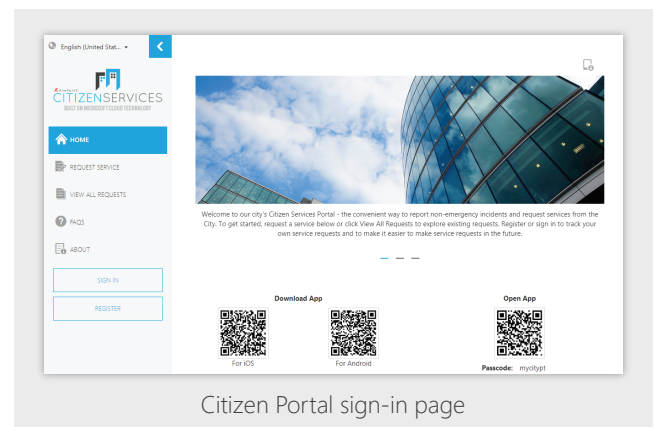 English (United Stat...
AvePoint
CITIZENSERVICES
BUILT ON MICROSOFT CLOUD TECHNOLOGY
HOME
REQUEST SERVICE
VIEW ALL REQUESTS
FAQS
ABOUT
SIGN IN
REGISTER
Welcome to our city's Citizen Services Portal - the convenient way to report non-emergency incidents and request services from the
City. To get started, request a service below or click View All Requests to explore existing requests. Register or sign in to track your
own service requests and to make it easier to make service requests in the future.
Download App
Open App
For iOS
For Android
Passcode: mycitypt
Citizen Portal sign-in page